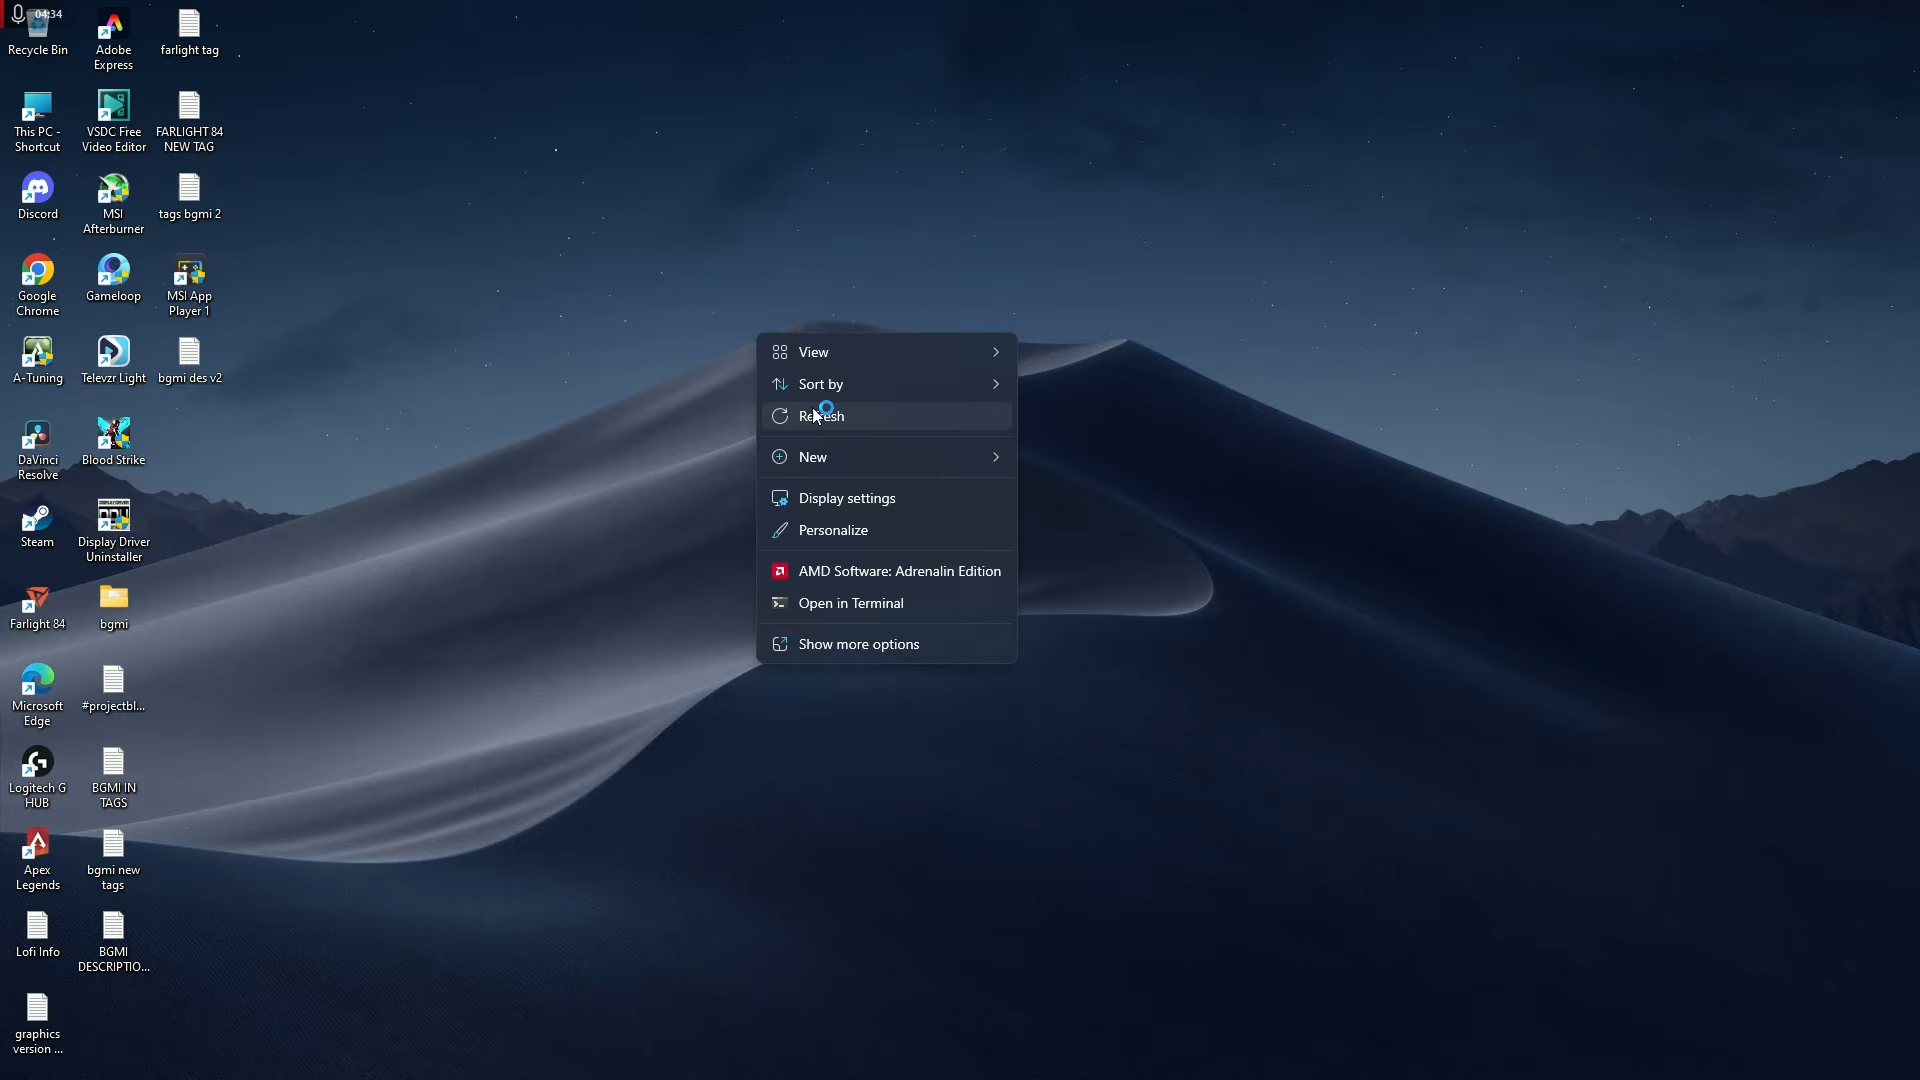 04:34
Recycle Bin
Adobe
Express
farlight tag
This PC -
Shortcut
VSDC Free
Video Editor
FARLIGHT 84
NEW TAG
Discord
MSI
Afterburner
tags bgmi 2
Google
Chrome
Gameloop
MSI App
Player 1
A-Tuning
Televzr Light
bgmi des v2
DaVinci
Resolve
Blood Strike
Steam
Display Driver
Uninstaller
Farlight 84
bgmi
Microsoft
Edge
#projectbl...
Logitech G
HUB
BGMI IN
TAGS
Apex
Legends
bgmi new
tags
Lofi Info
BGMI
DESCRIPTIO...
graphics
version ...
View
Sort by
Refresh
New
Display settings
Personalize
AMD Software: Adrenalin Edition
Open in Terminal
Show more options